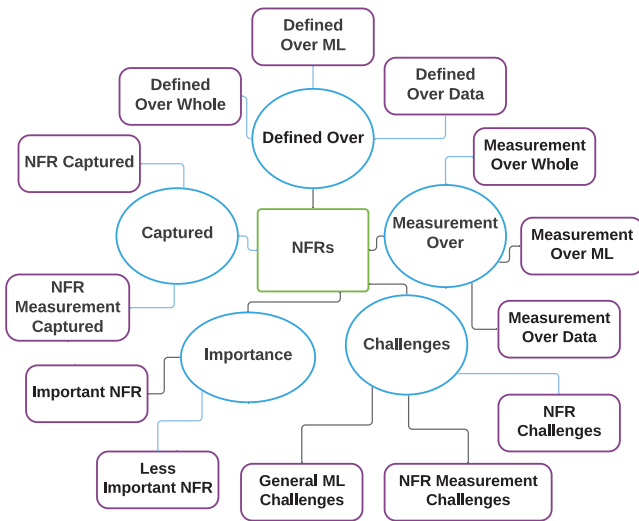 Defined
Over ML
Defined
Over Whole
Defined
Over Data
Defined Over
NFR Captured
Measurement
Over Whole
Captured
NFRs
Measurement
Over
Measurement
Over ML
NFR
Measurement
Captured
Measurement
Over Data
Importance
Challenges
Important NFR
NFR
Challenges
Less
Important NFR
General ML
Challenges
NFR Measurement
Challenges